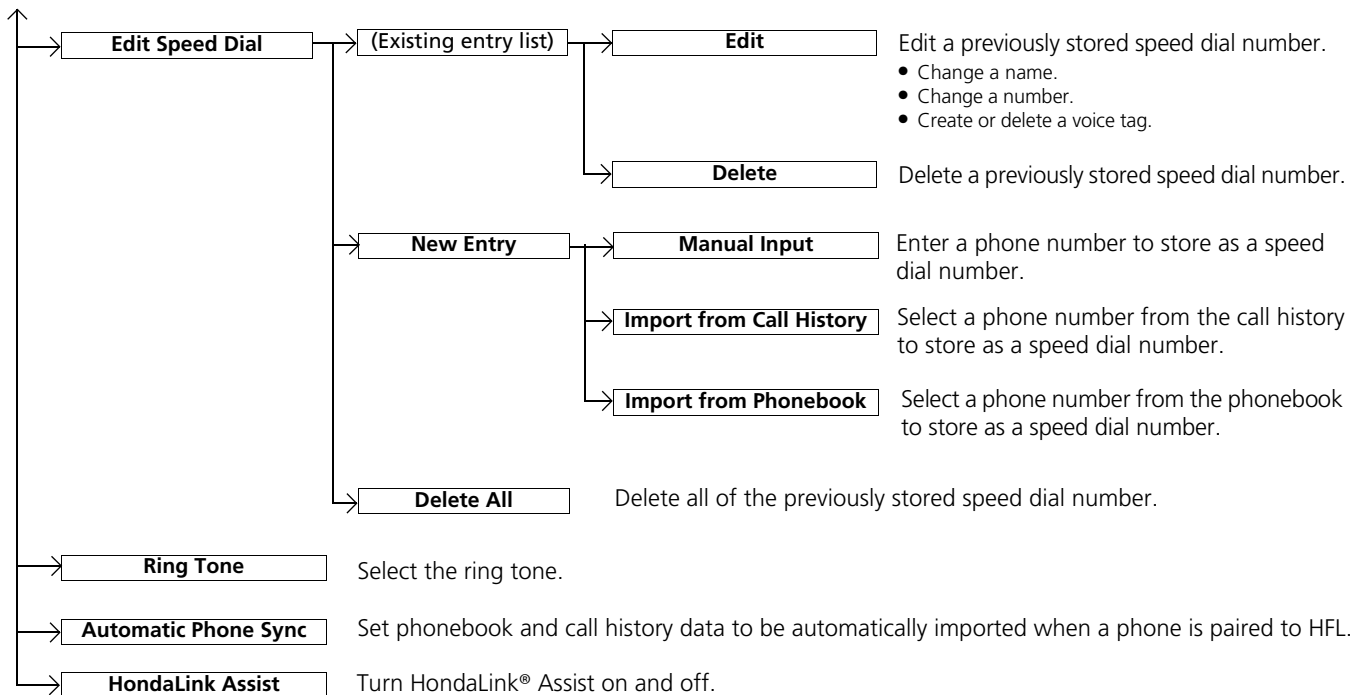 Edit Speed Dial
(Existing entry list)
Edit
Edit a previously stored speed dial number.
• Change a name.
• Change a number.
• Create or delete a voice tag.
Delete
Delete a previously stored speed dial number.
New Entry
Manual Input
Enter a phone number to store as a speed
dial number.
Import from Call History
Select a phone number from the call history
to store as a speed dial number.
Import from Phonebook
Select a phone number from the phonebook
to store as a speed dial number.
Delete All
Delete all of the previously stored speed dial number.
Ring Tone
Select the ring tone.
Automatic Phone Sync
Set phonebook and call history data to be automatically imported when a phone is paired to HFL.
HondaLink Assist
Turn HondaLink® Assist on and off.